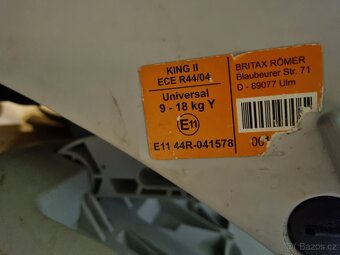 KING II
ECE R44/04
Universal
9 - 18 kg Y
E11
E11 44R-041578
BRITAX RÖMER
Blaubeurer Str. 71
D - 89077 Ulm
sbazos.cz